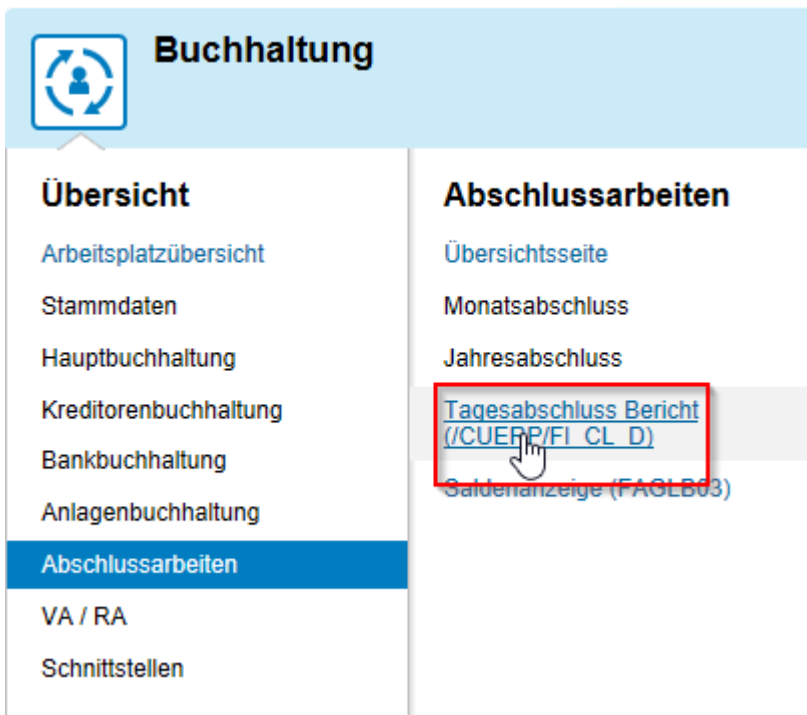 Buchhaltung
Übersicht
Arbeitsplatzübersicht
Stammdaten
Hauptbuchhaltung
Kreditorenbuchhaltung
Bankbuchhaltung
Anlagenbuchhaltung
Abschlussarbeiten
VA / RA
Schnittstellen
Abschlussarbeiten
Übersichtsseite
Monatsabschluss
Jahresabschluss
Tagesabschluss Bericht
(/CUERP/FI_CL_D)
Saldenanzeige (FAGLB03)